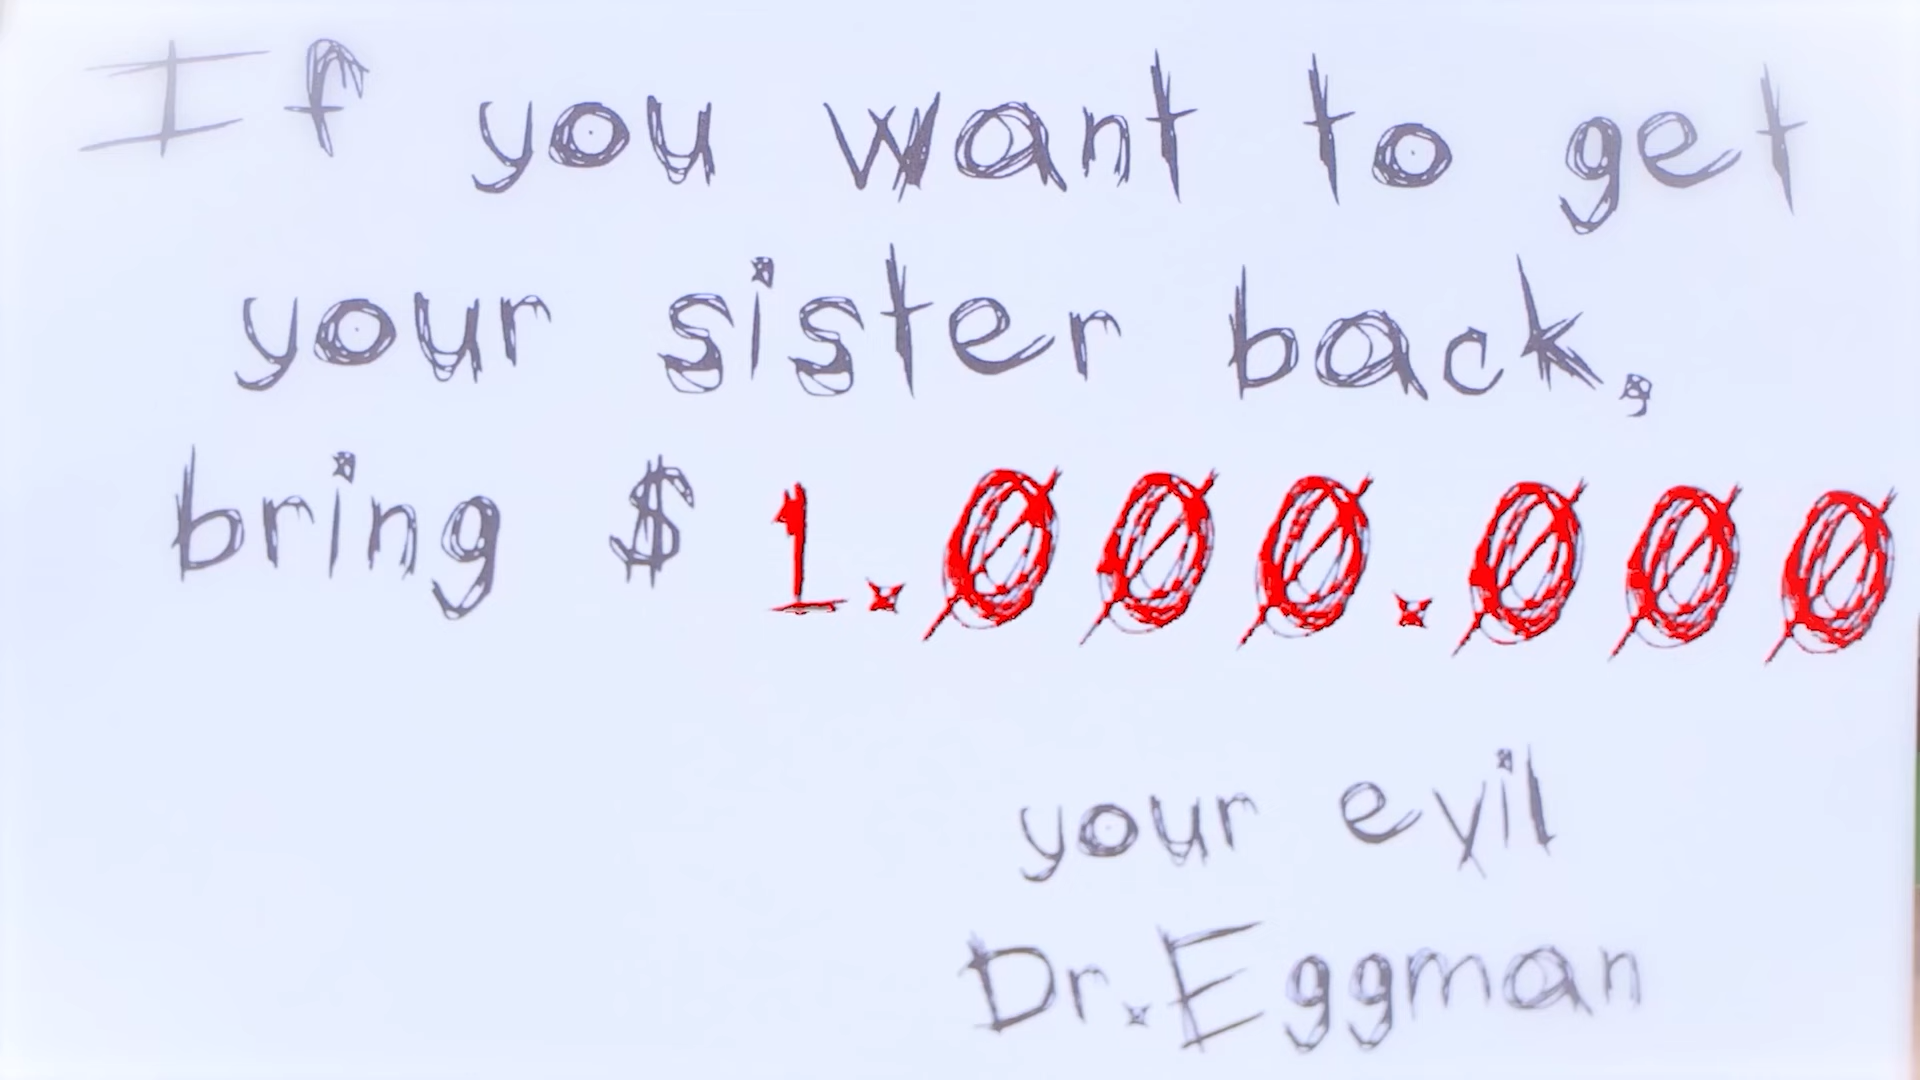 If you want to get
your sister back,
bring $ 1.000.000
your evil
Dr.Eggman